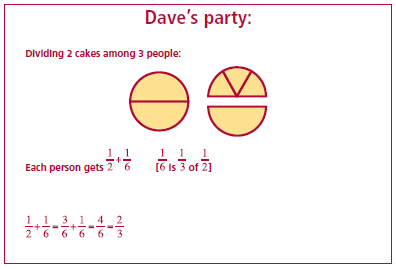 Dave's party:
Dividing 2 cakes among 3 people:
Each person gets 1/2+1/6 [1/6 is 1/3 of 1/2]
1/2+1/6=3/6+1/6=4/6=2/3